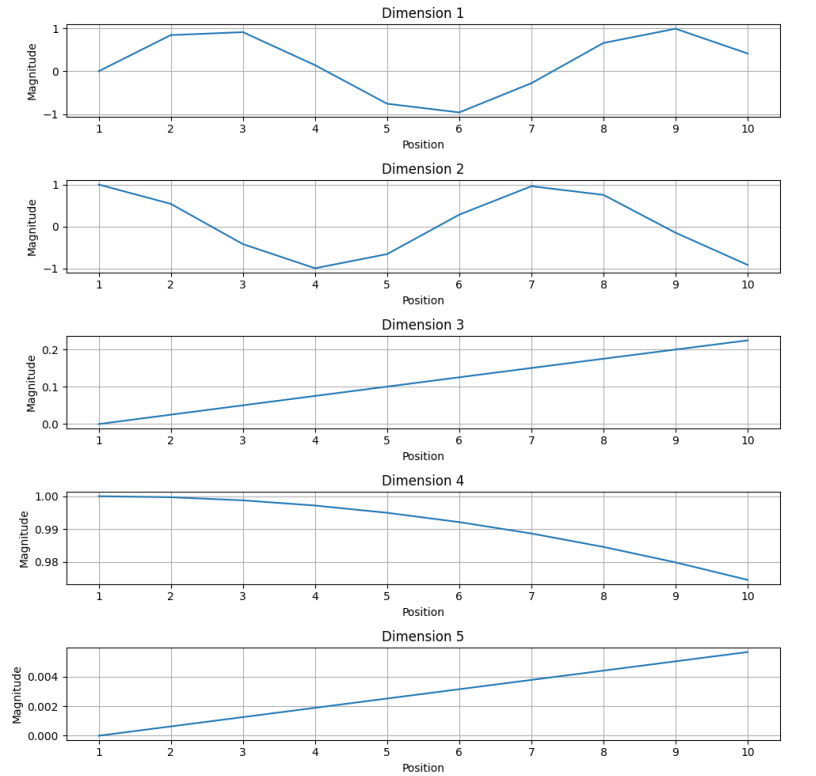 Dimension 1
1
0
−1
Magnitude
1 2 3 4 5 6 7 8 9 10
Position
Dimension 2
1
0
−1
Magnitude
1 2 3 4 5 6 7 8 9 10
Position
Dimension 3
0.2
0.1
0.0
Magnitude
1 2 3 4 5 6 7 8 9 10
Position
Dimension 4
1.00
0.99
0.98
Magnitude
1 2 3 4 5 6 7 8 9 10
Position
Dimension 5
0.004
0.002
0.000
Magnitude
1 2 3 4 5 6 7 8 9 10
Position